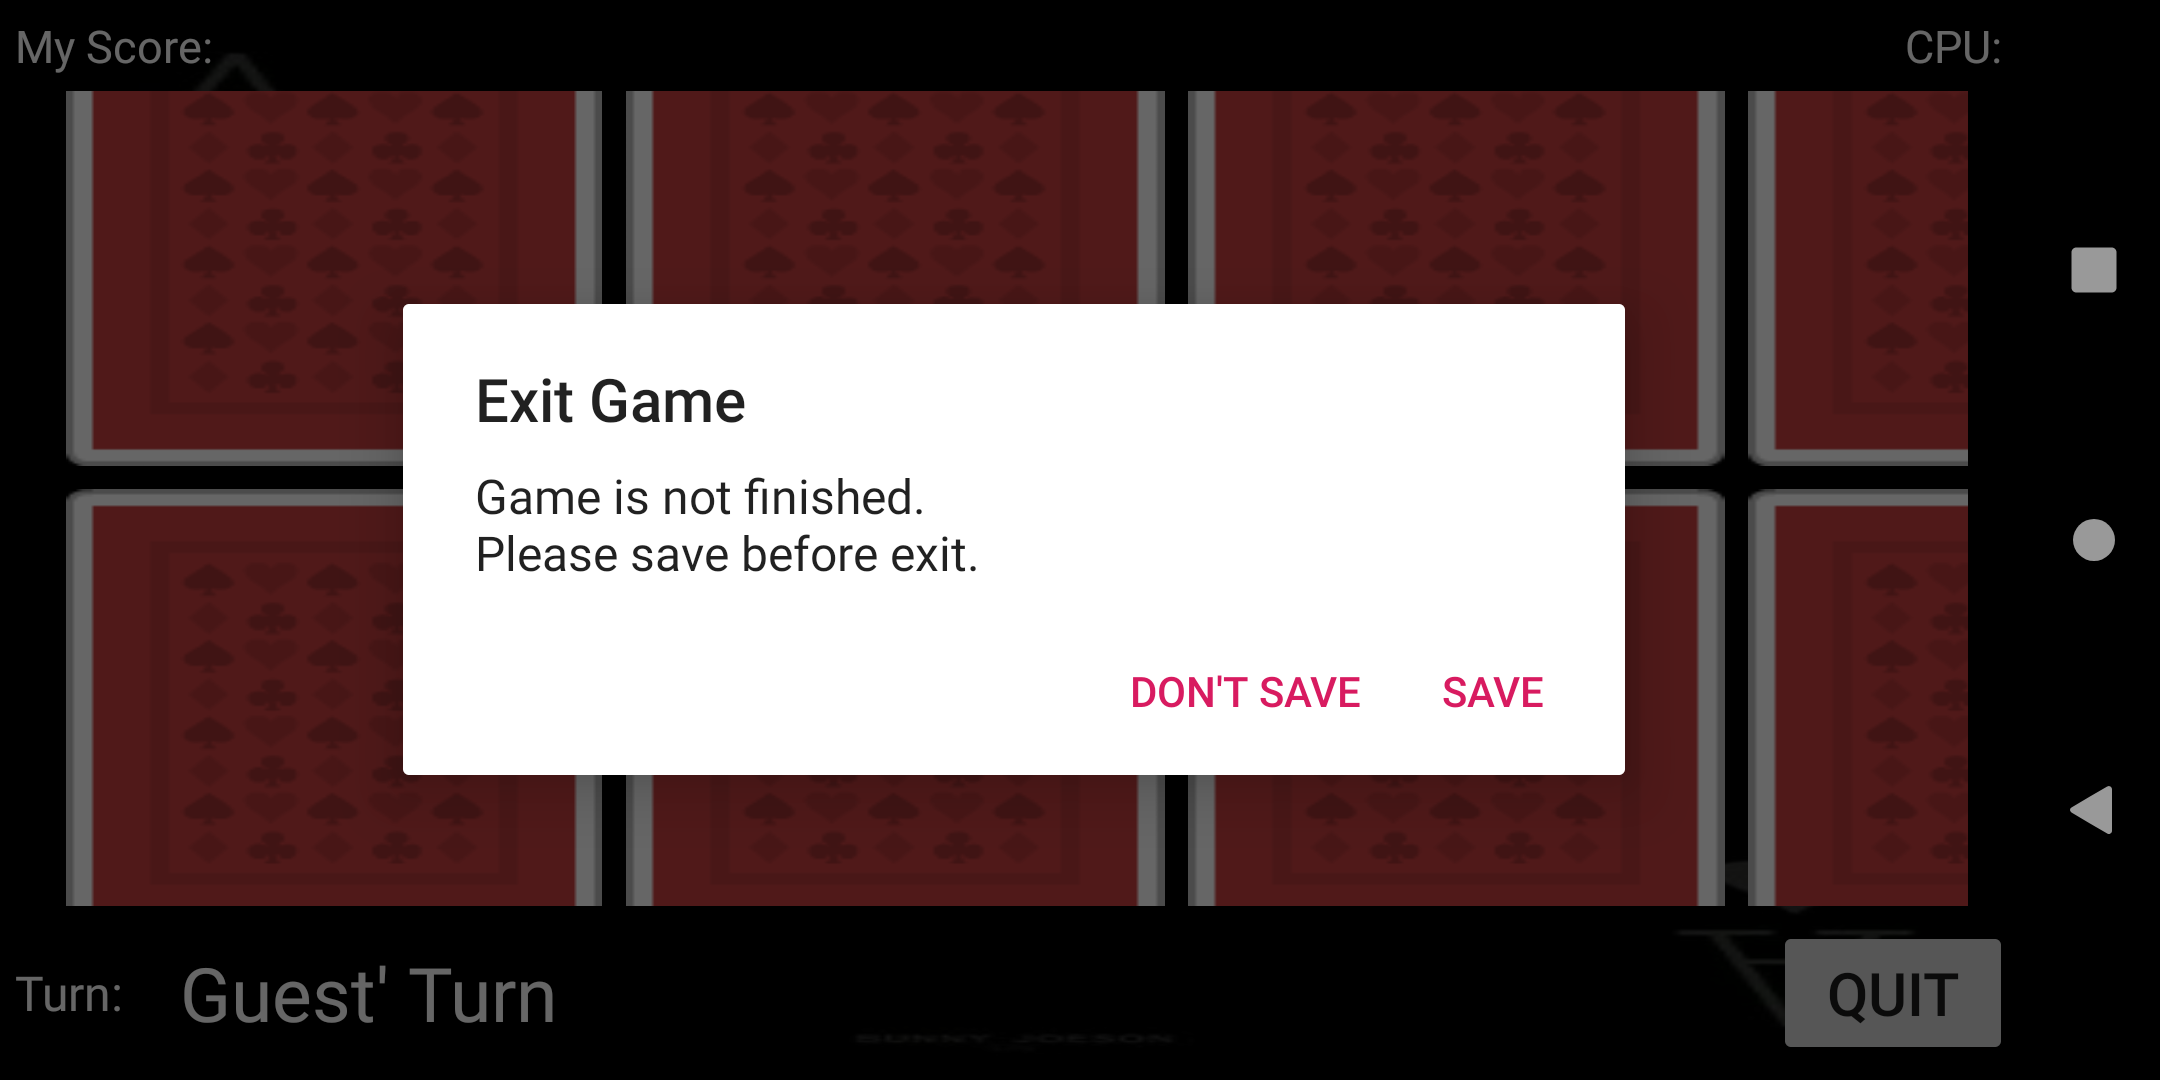 My Score:
CPU:
Exit Game
Game is not finished.
Please save before exit.
DON'T SAVE
SAVE
Turn:
Guest' Turn
QUIT